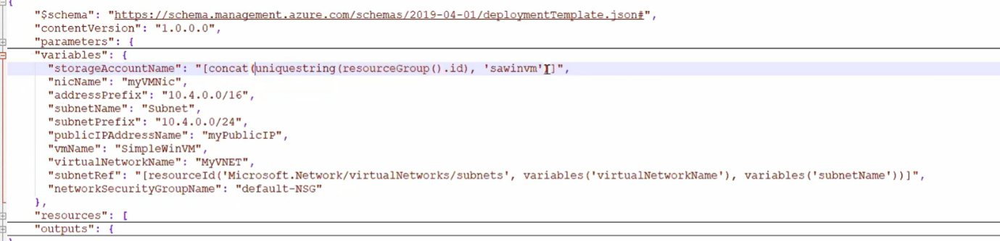 {
"$schema": "https://schema.management.azure.com/schemas/2019-04-01/deploymentTemplate.json#",
"contentVersion": "1.0.0.0",
"parameters": {
"variables": {
"storageAccountName": "[concat(uniquestring(resourceGroup().id), 'sawinvm')]",
"nicName": "myVMNic",
"addressPrefix": "10.4.0.0/16",
"subnetName": "Subnet",
"subnetPrefix": "10.4.0.0/24",
"publicIPAddressName": "myPublicIP",
"vmName": "SimpleWinVM",
"virtualNetworkName": "MyVNET",
"subnetRef": "[resourceId('Microsoft.Network/virtualNetworks/subnets', variables('virtualNetworkName'), variables('subnetName'))]",
"networkSecurityGroupName": "default-NSG"
},
"resources": [
"outputs": {